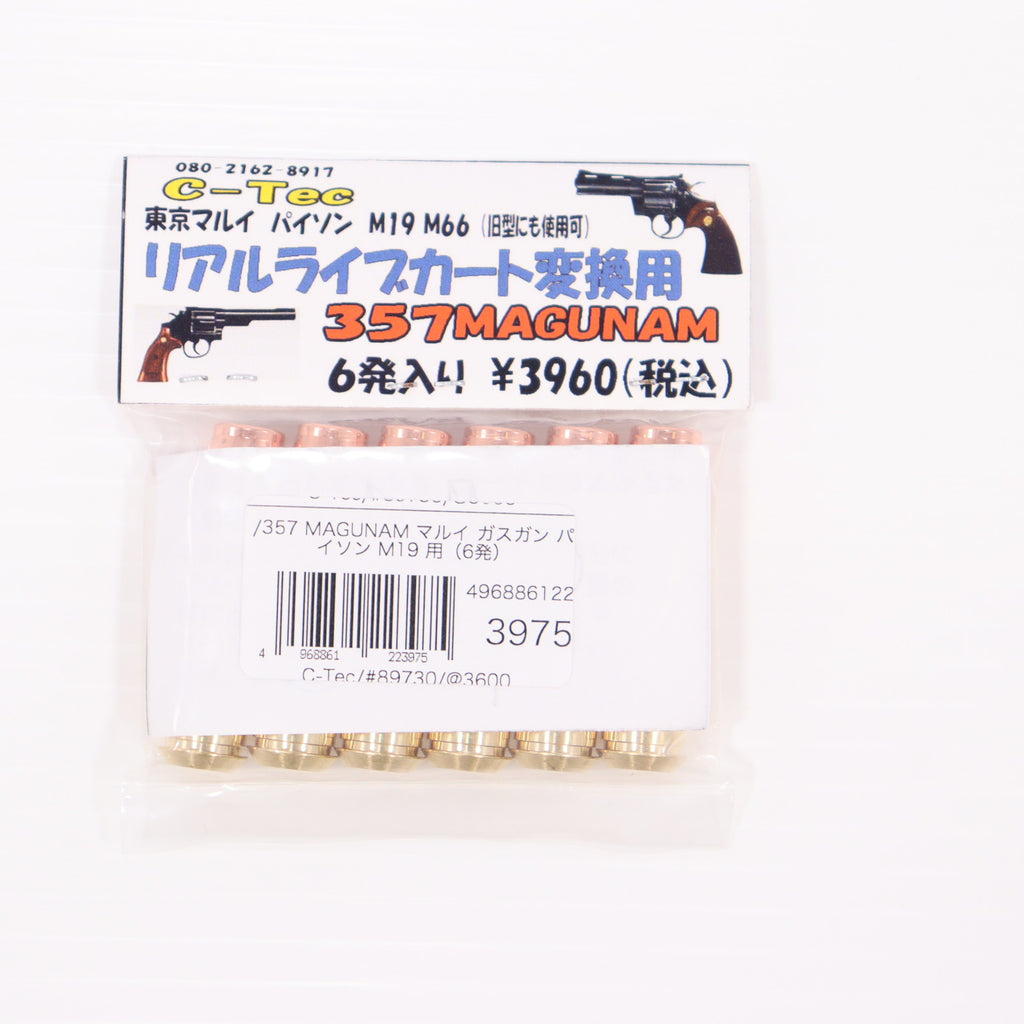 080-2162-8917
C-Tec
東京マルイ パイソン M19 M66 (旧型にも使用可)
リアルライブカート変換用
357MAGUNAM
6発入り ¥3960(税込)
/357 MAGUNAM マルイ ガスガン パ
イソン M19 用（6発）
496886122
3975
4 968861 223975
C-Tec/#89730/@3600